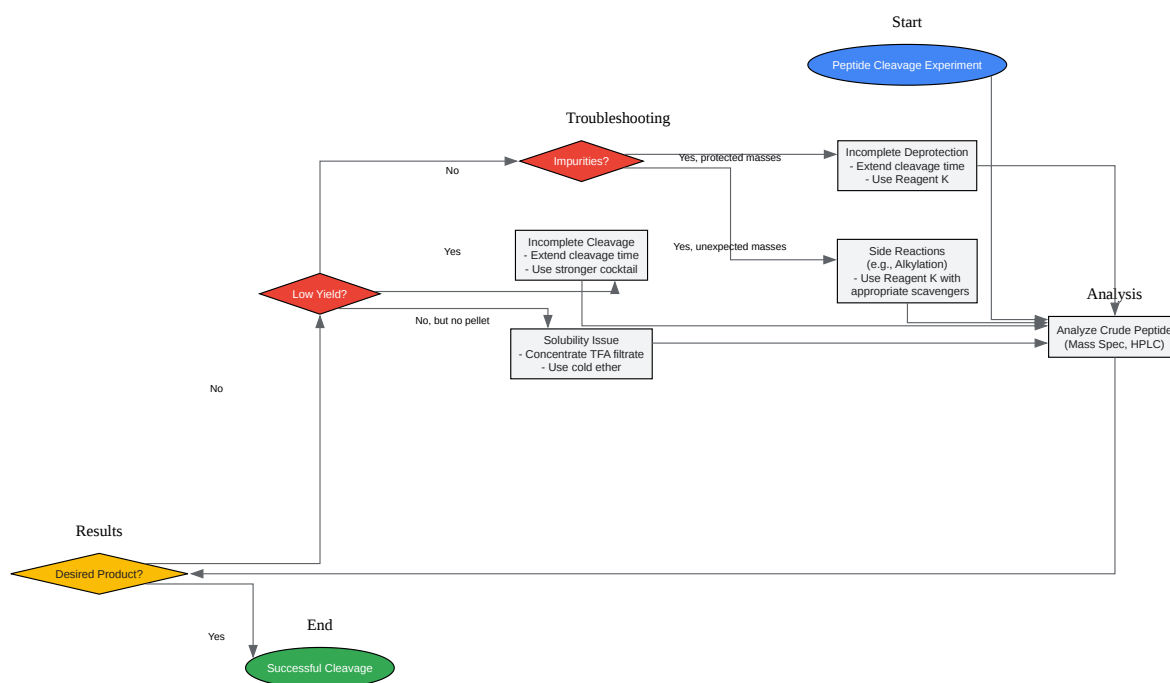 Start
Peptide Cleavage Experiment
Troubleshooting
Impurities?
Yes, protected masses
Incomplete Deprotection
- Extend cleavage time
- Use Reagent K
No
Incomplete Cleavage
- Extend cleavage time
- Use stronger cocktail
Yes
Yes, unexpected masses
Side Reactions
(e.g., Alkylation)
- Use Reagent K with
appropriate scavengers
Low Yield?
Analysis
No, but no pellet
Solubility Issue
- Concentrate TFA filtrate
- Use cold ether
Analyze Crude Peptide
(Mass Spec, HPLC)
No
Results
Desired Product?
Yes
End
Successful Cleavage